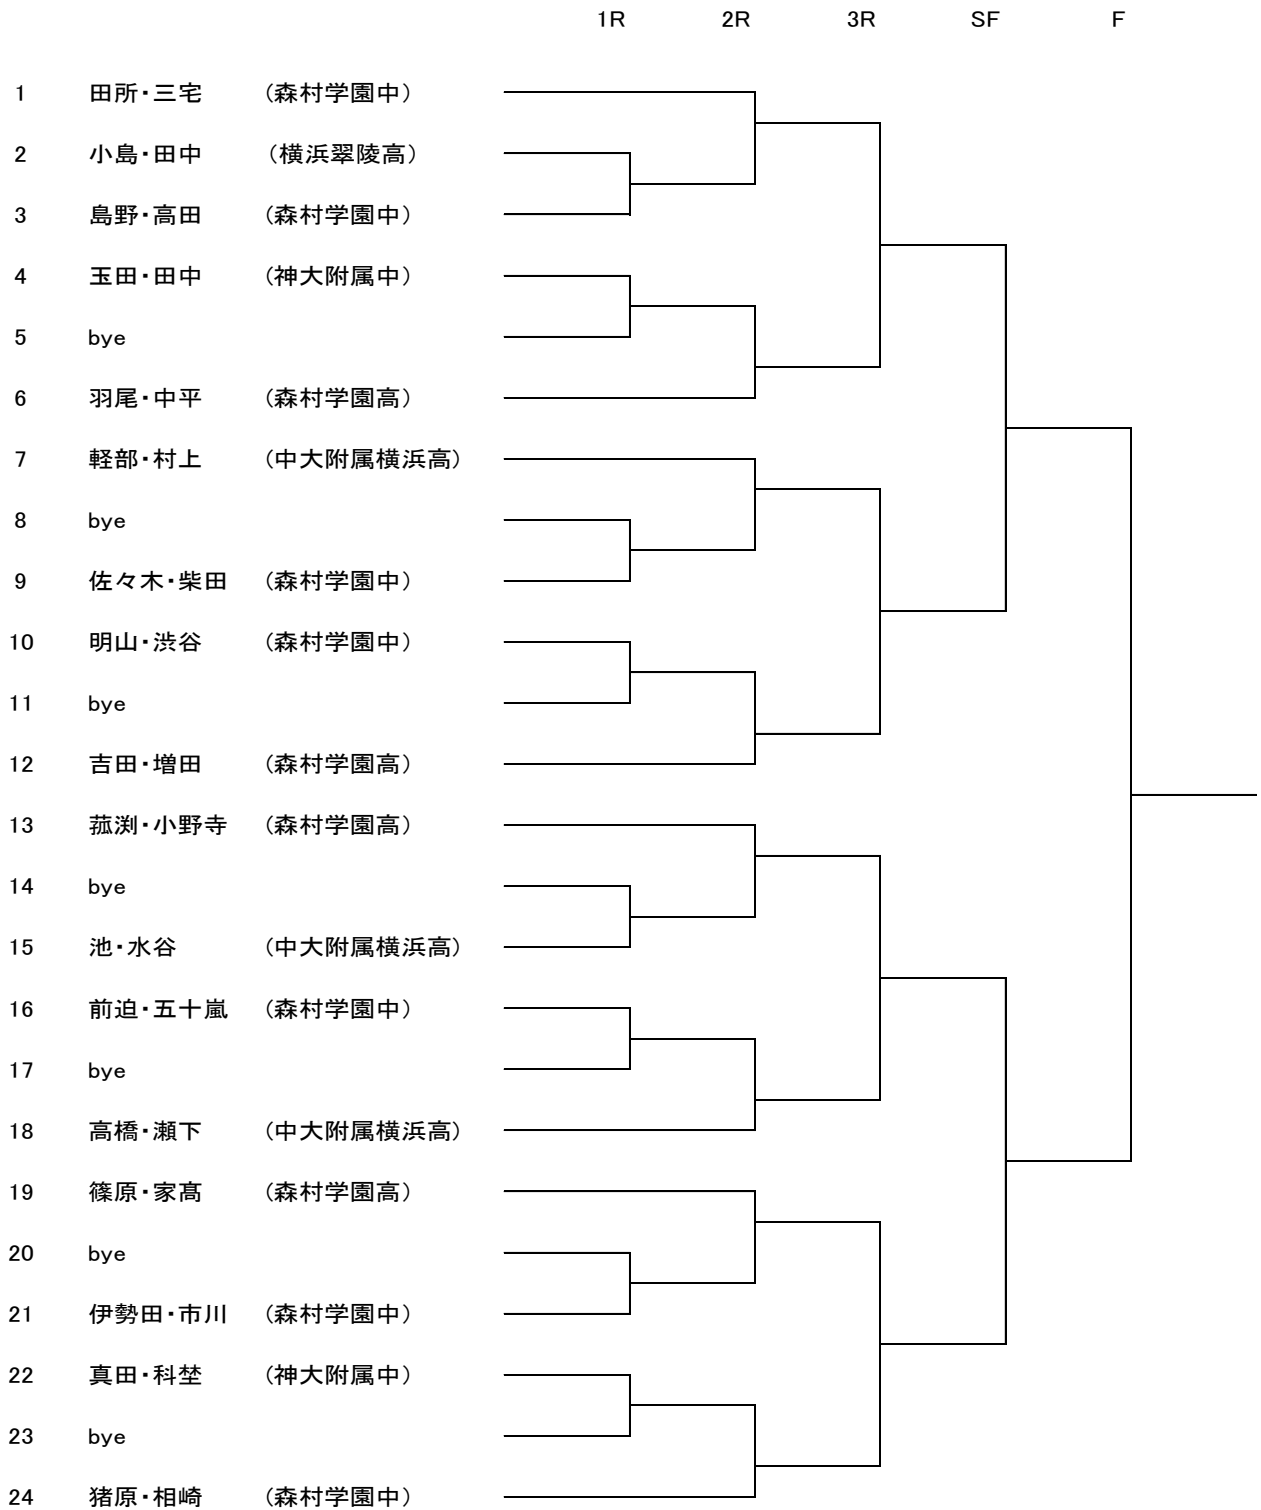 1R 2R 3R SF F
1 田所・三宅 (森村学園中)
2 小島・田中 (横浜翠陵高)
3 島野・高田 (森村学園中)
4 玉田・田中 (神大附属中)
5 bye
6 羽尾・中平 (森村学園高)
7 軽部・村上 (中大附属横浜高)
8 bye
9 佐々木・柴田 (森村学園中)
10 明山・渋谷 (森村学園中)
11 bye
12 吉田・増田 (森村学園高)
13 菰渕・小野寺 (森村学園高)
14 bye
15 池・水谷 (中大附属横浜高)
16 前迫・五十嵐 (森村学園中)
17 bye
18 高橋・瀬下 (中大附属横浜高)
19 篠原・家髙 (森村学園高)
20 bye
21 伊勢田・市川 (森村学園中)
22 真田・科埜 (神大附属中)
23 bye
24 猪原・相崎 (森村学園中)